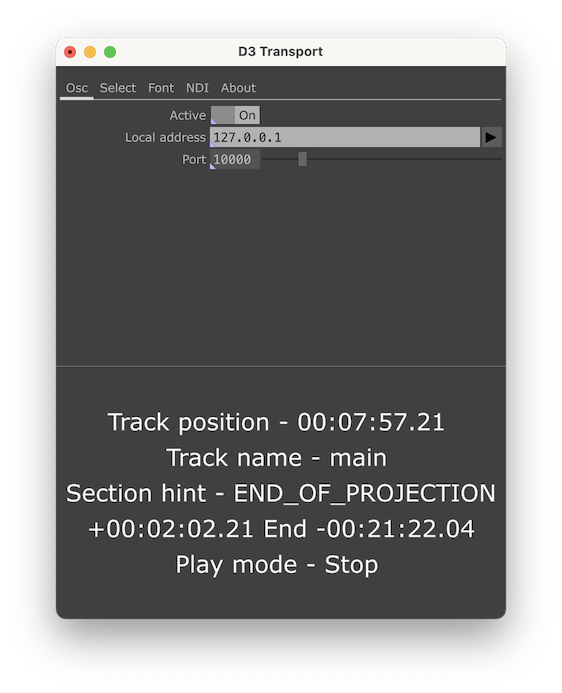 D3 Transport
Osc Select Font NDI About
Active On
Local address 127.0.0.1
Port 10000
Track position - 00:07:57.21
Track name - main
Section hint - END_OF_PROJECTION
+00:02:02.21 End -00:21:22.04
Play mode - Stop